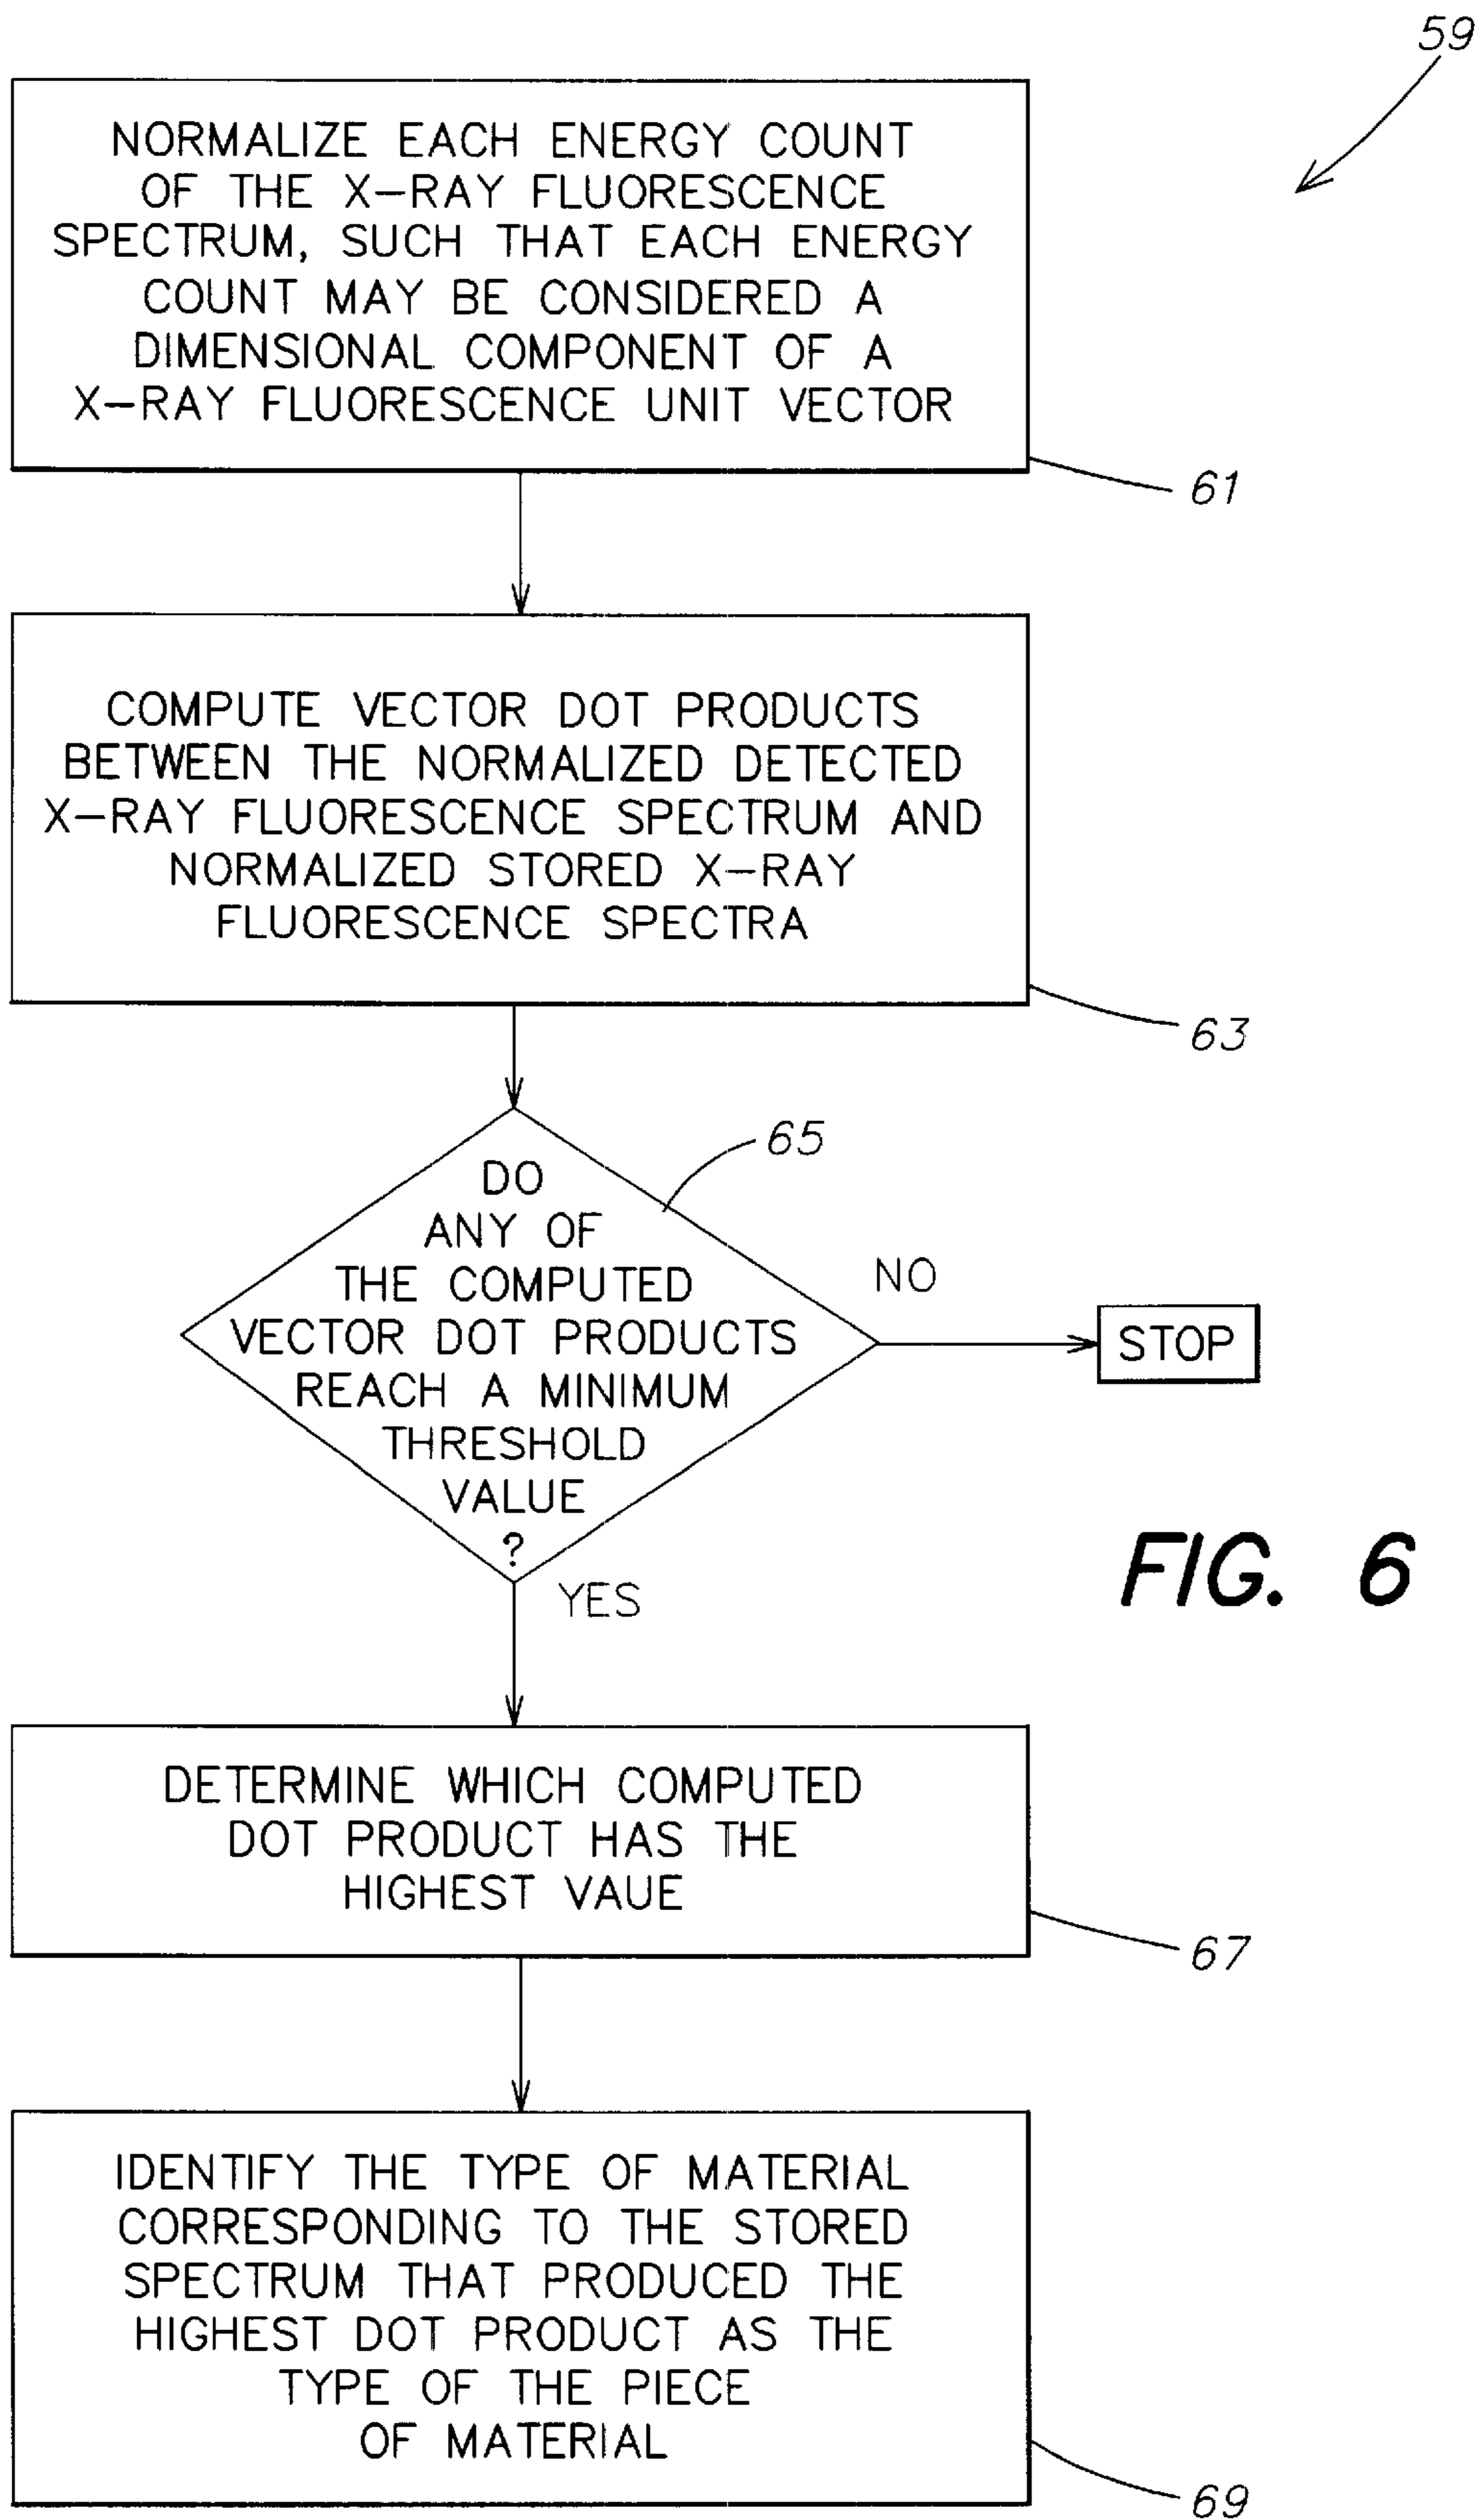 59
NORMALIZE EACH ENERGY COUNT
OF THE X-RAY FLUORESCENCE
SPECTRUM, SUCH THAT EACH ENERGY
COUNT MAY BE CONSIDERED A
DIMENSIONAL COMPONENT OF A
X-RAY FLUORESCENCE UNIT VECTOR
61
COMPUTE VECTOR DOT PRODUCTS
BETWEEN THE NORMALIZED DETECTED
X-RAY FLUORESCENCE SPECTRUM AND
NORMALIZED STORED X-RAY
FLUORESCENCE SPECTRA
63
65
DO
ANY OF
THE COMPUTED
VECTOR DOT PRODUCTS
REACH A MINIMUM
THRESHOLD
VALUE
?
NO
STOP
YES
FIG. 6
DETERMINE WHICH COMPUTED
DOT PRODUCT HAS THE
HIGHEST VAUE
67
IDENTIFY THE TYPE OF MATERIAL
CORRESPONDING TO THE STORED
SPECTRUM THAT PRODUCED THE
HIGHEST DOT PRODUCT AS THE
TYPE OF THE PIECE
OF MATERIAL
69